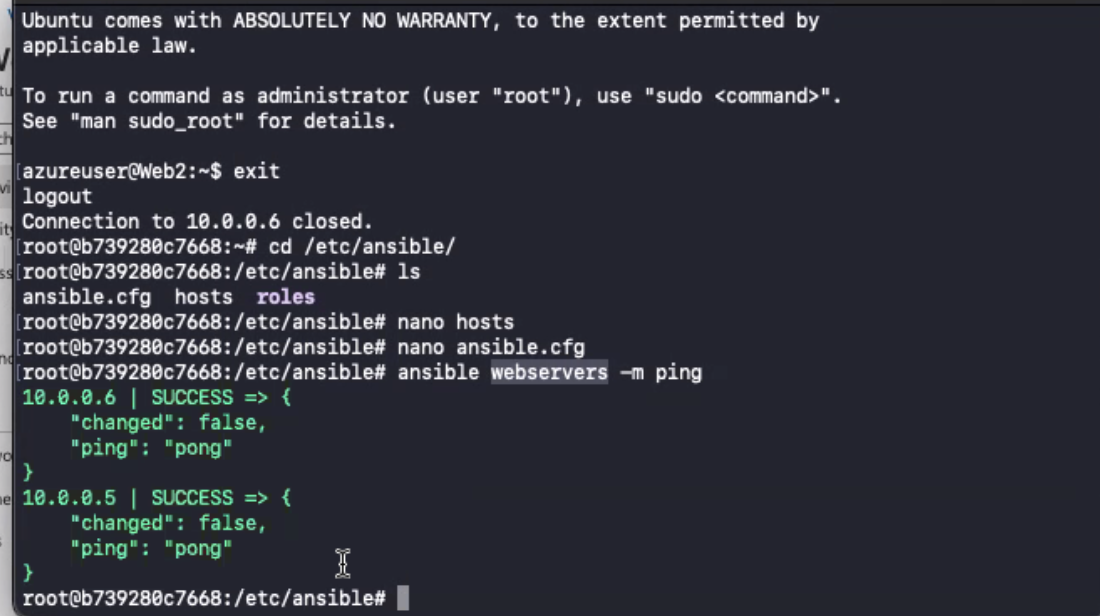 Ubuntu comes with ABSOLUTELY NO WARRANTY, to the extent permitted by
applicable law.
To run a command as administrator (user "root"), use "sudo <command>".
See "man sudo_root" for details.
[azureuser@Web2:~$ exit
logout
Connection to 10.0.0.6 closed.
[root@b739280c7668:~# cd /etc/ansible/
[root@b739280c7668:/etc/ansible# ls
ansible.cfg  hosts  roles
[root@b739280c7668:/etc/ansible# nano hosts
[root@b739280c7668:/etc/ansible# nano ansible.cfg
[root@b739280c7668:/etc/ansible# ansible webservers -m ping
10.0.0.6 | SUCCESS => {
    "changed": false,
    "ping": "pong"
}
10.0.0.5 | SUCCESS => {
    "changed": false,
    "ping": "pong"
}
root@b739280c7668:/etc/ansible#